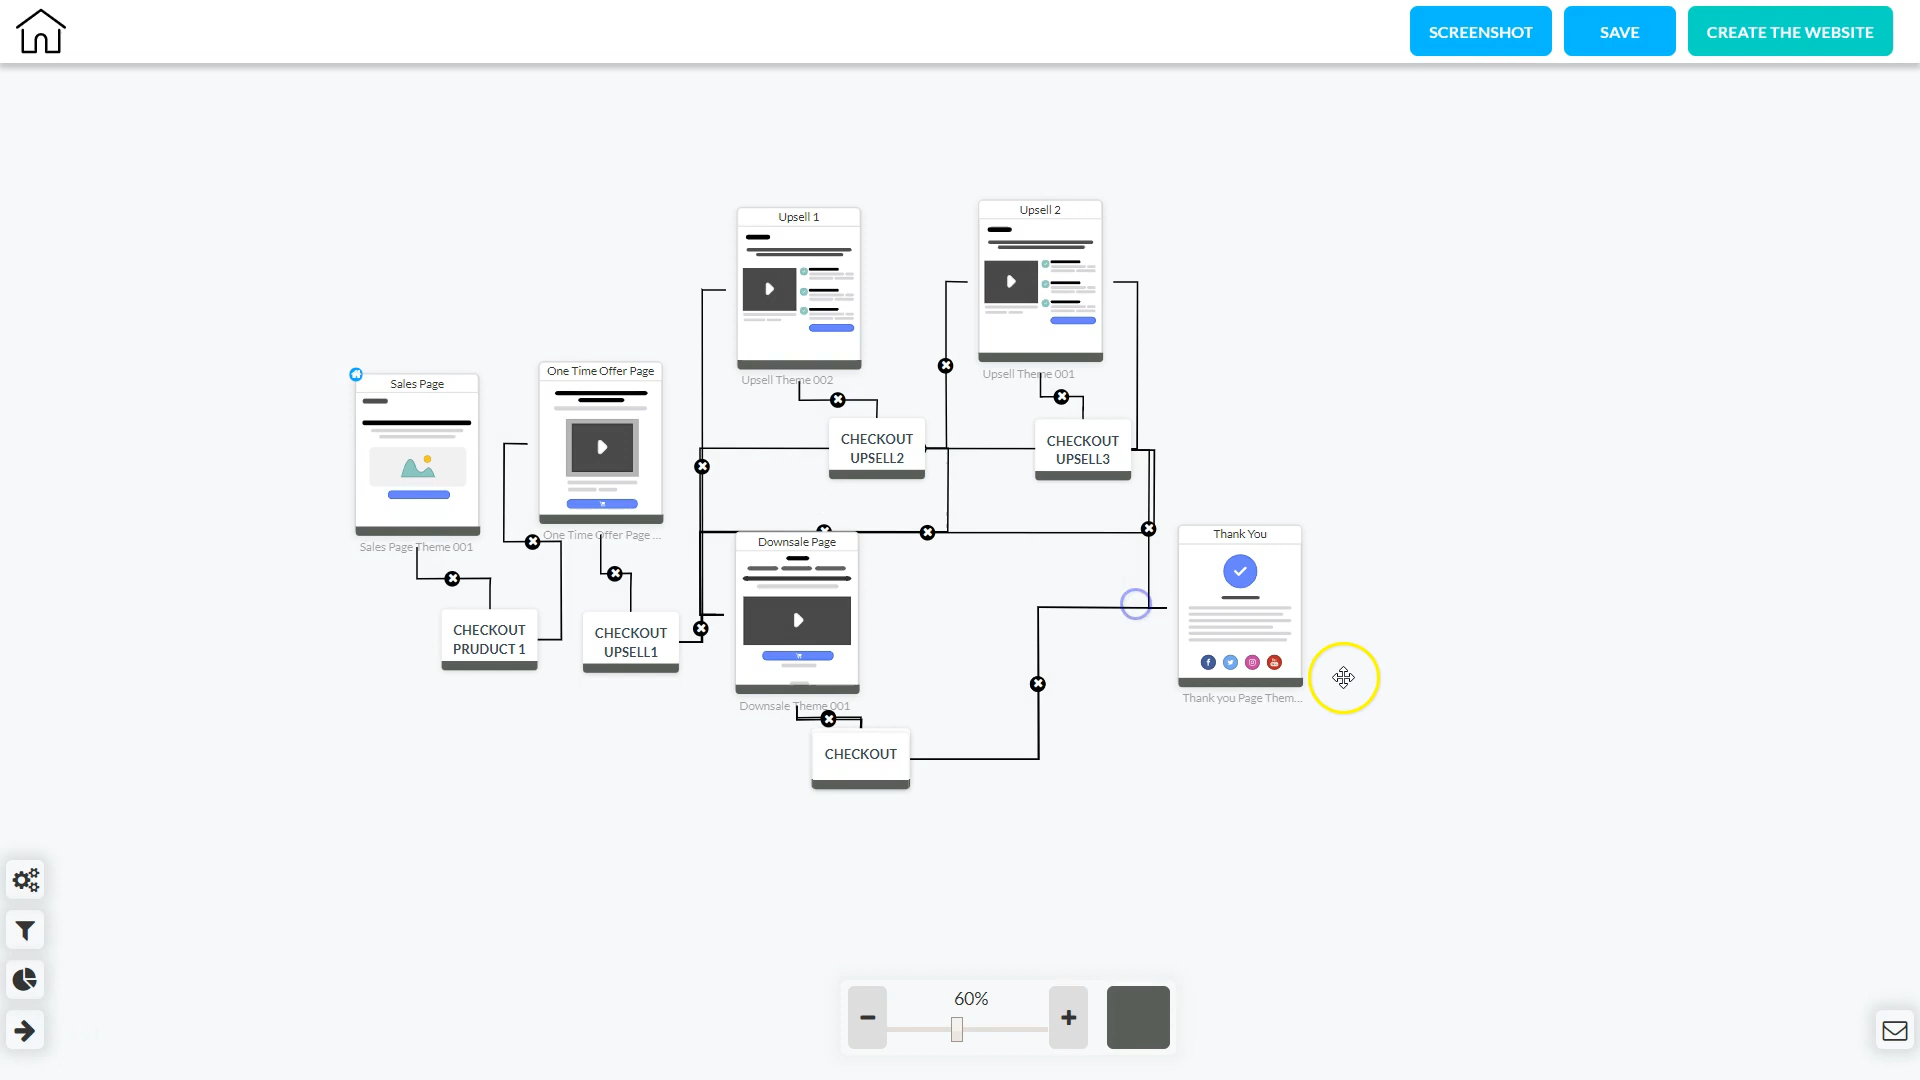 SCREENSHOT
SAVE
CREATE THE WEBSITE
Upsell 1
Upsell Theme 002
Upsell 2
Upsell Theme 001
Sales Page
Sales Page Theme 001
One Time Offer Page
One Time Offer Page ...
CHECKOUT
UPSELL2
CHECKOUT
UPSELL3
CHECKOUT
PRUDUCT 1
CHECKOUT
UPSELL1
Downsale Page
Downsale Theme 001
CHECKOUT
Thank You
Thank you Page Them...
60%